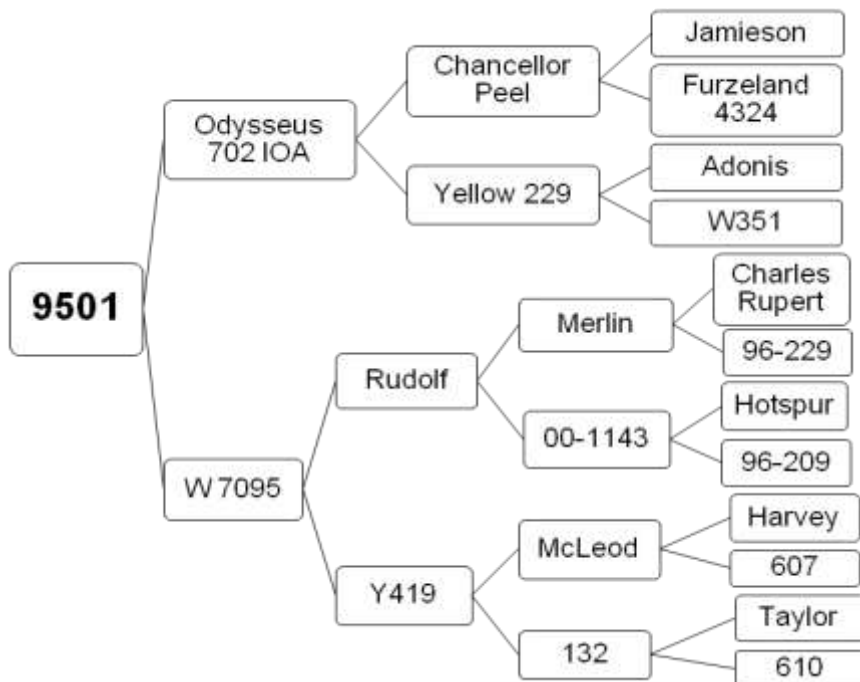 Jamieson
Chancellor
Peel
Furzeland
4324
Odysseus
702 IOA
Adonis
Yellow 229
W351
9501
Charles
Rupert
Merlin
96-229
Rudolf
Hotspur
00-1143
96-209
W 7095
Harvey
McLeod
607
Y419
Taylor
132
610